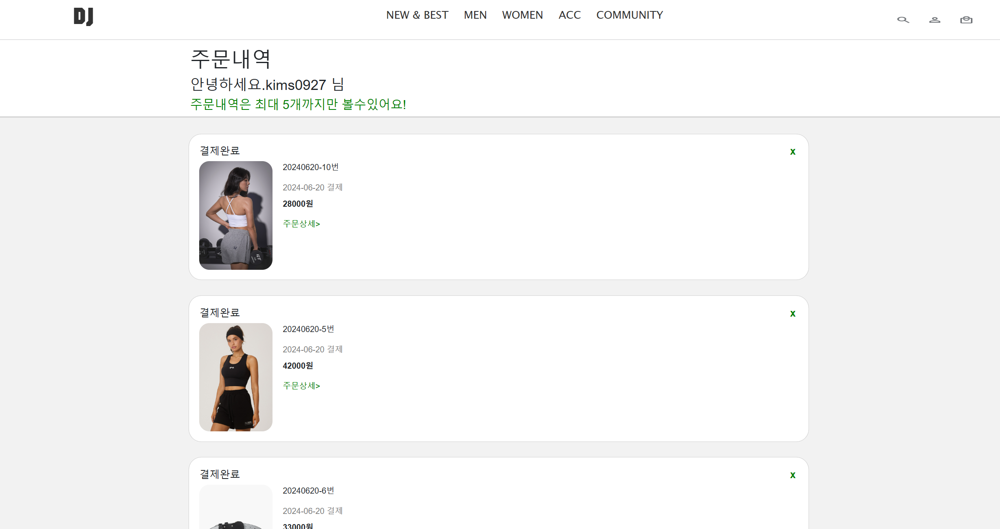 DJ
NEW & BEST MEN WOMEN ACC COMMUNITY
주문내역
안녕하세요.kims0927 님
주문내역은 최대 5개까지만 볼수있어요!
결제완료 x
20240620-10번
2024-06-20 결제
28000원
주문상세>
결제완료 x
20240620-5번
2024-06-20 결제
42000원
주문상세>
결제완료 x
20240620-6번
2024-06-20 결제
33000원